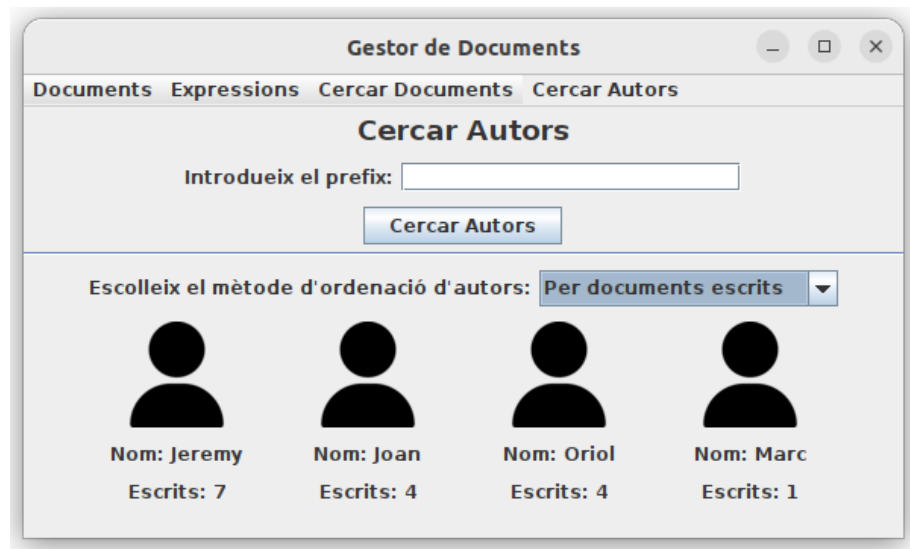 Gestor de Documents
Documents Expressions Cercar Documents Cercar Autors
Cercar Autors
Introdueix el prefix:
Cercar Autors
Escolleix el mètode d'ordenació d'autors: Per documents escrits
Nom: Jeremy Nom: Joan Nom: Oriol Nom: Marc
Escrits: 7 Escrits: 4 Escrits: 4 Escrits: 1